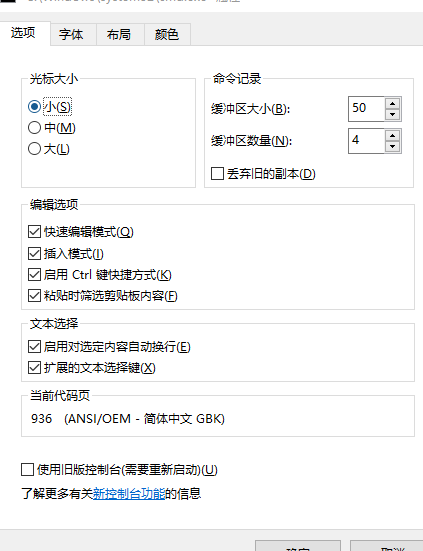 选项
字体
布局
颜色
光标大小
小(S)
中(M)
大(L)
命令记录
缓冲区大小(B):
50
缓冲区数量(N):
4
丢弃旧的副本(D)
编辑选项
快速编辑模式(Q)
插入模式(I)
启用 Ctrl 键快捷方式(K)
粘贴时筛选剪贴板内容(F)
文本选择
启用对选定内容自动换行(E)
扩展的文本选择键(X)
当前代码页
936 (ANSI/OEM - 简体中文 GBK)
使用旧版控制台(需要重新启动)(U)
了解更多有关新控制台功能的信息